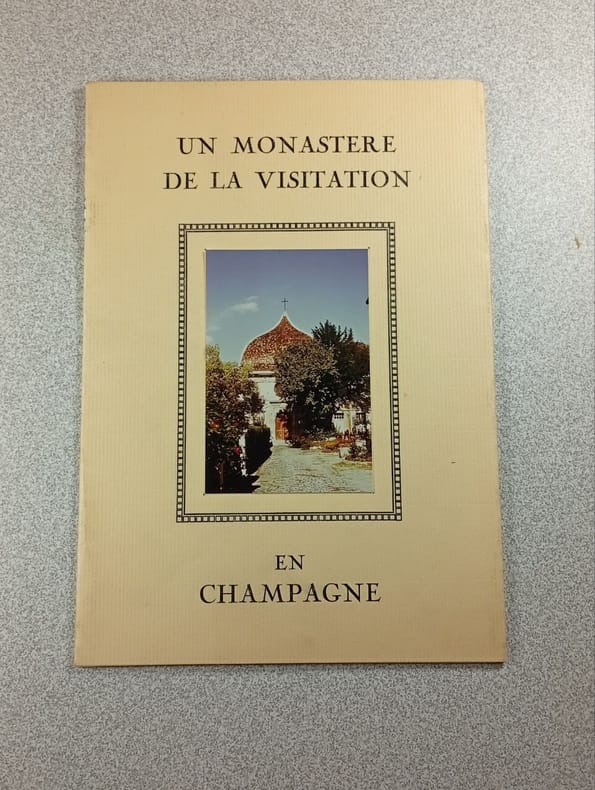 UN MONASTERE
DE LA VISITATION
EN
CHAMPAGNE